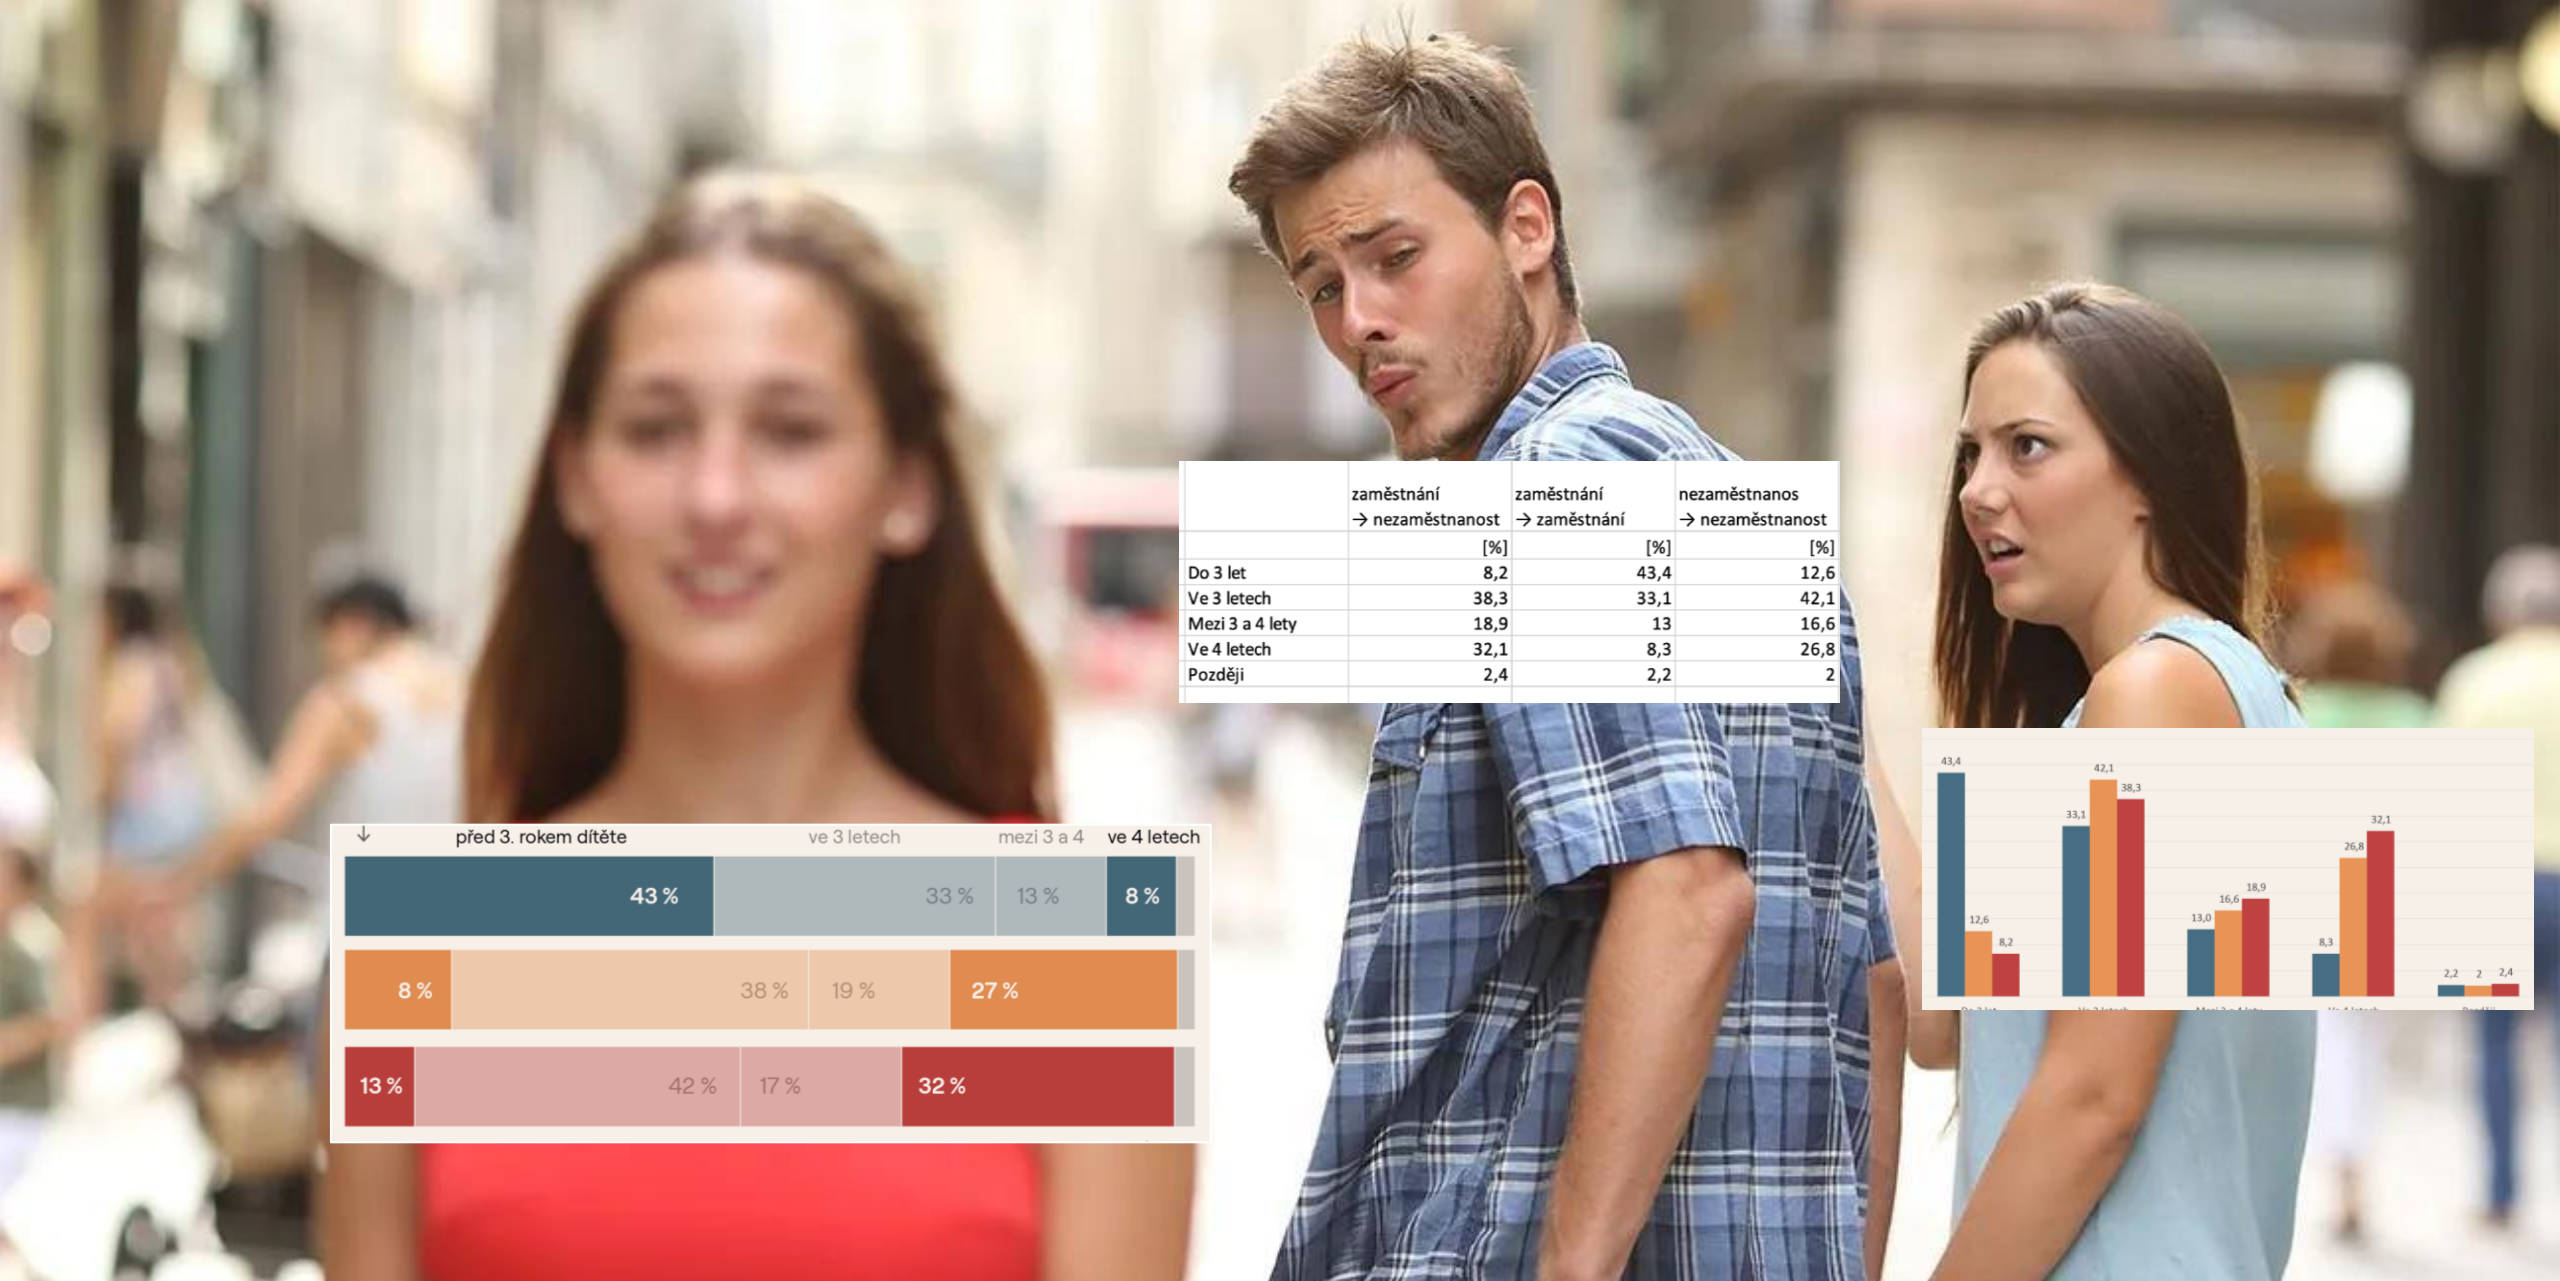 ↓ před 3. rokem dítěte ve 3 letech mezi 3 a 4 ve 4 letech
43 % 33 % 13 % 8 %
8 % 38 % 19 % 27 %
13 % 42 % 17 % 32 %
zaměstnání zaměstnání nezaměstnanos
→ nezaměstnanost → zaměstnání → nezaměstnanost
[%] [%] [%]
Do 3 let 8,2 43,4 12,6
Ve 3 letech 38,3 33,1 42,1
Mezi 3 a 4 lety 18,9 13 16,6
Ve 4 letech 32,1 8,3 26,8
Později 2,4 2,2 2
43,4 12,6 8,2
33,1 42,1 38,3
13,0 16,6 18,9
8,3 26,8 32,1
2,2 2 2,4